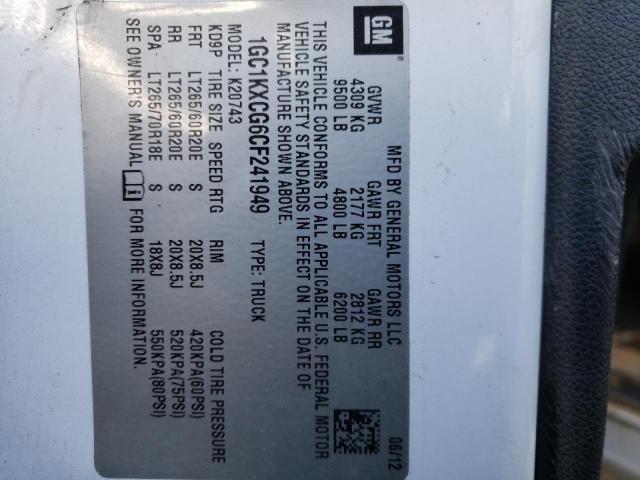 GM
®
MFD BY GENERAL MOTORS LLC
06/12
GVWR GAWR FRT GAWR RR
4309 KG 2177 KG 2812 KG
9500 LB 4800 LB 6200 LB
THIS VEHICLE CONFORMS TO ALL APPLICABLE U.S. FEDERAL MOTOR
VEHICLE SAFETY STANDARDS IN EFFECT ON THE DATE OF
MANUFACTURE SHOWN ABOVE.
1GC1KXCG6CF241949 TYPE: TRUCK
MODEL: K20743
KD9P TIRE SIZE SPEED RTG RIM COLD TIRE PRESSURE
FRT LT265/60R20E S 20X8.5J 420KPA(60PSI)
RR LT265/60R20E S 20X8.5J 520KPA(75PSI)
SPA LT265/70R18E S 18X8J 550KPA(80PSI)
SEE OWNER'S MANUAL i FOR MORE INFORMATION.